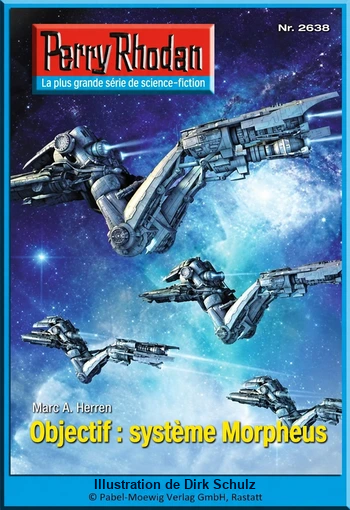 Nr. 2638
Perry Rhodan
La plus grande série de science-fiction
Marc A. Herren
Objectif : système Morpheus
Illustration de Dirk Schulz
© Pabel-Moewig Verlag GmbH, Rastatt